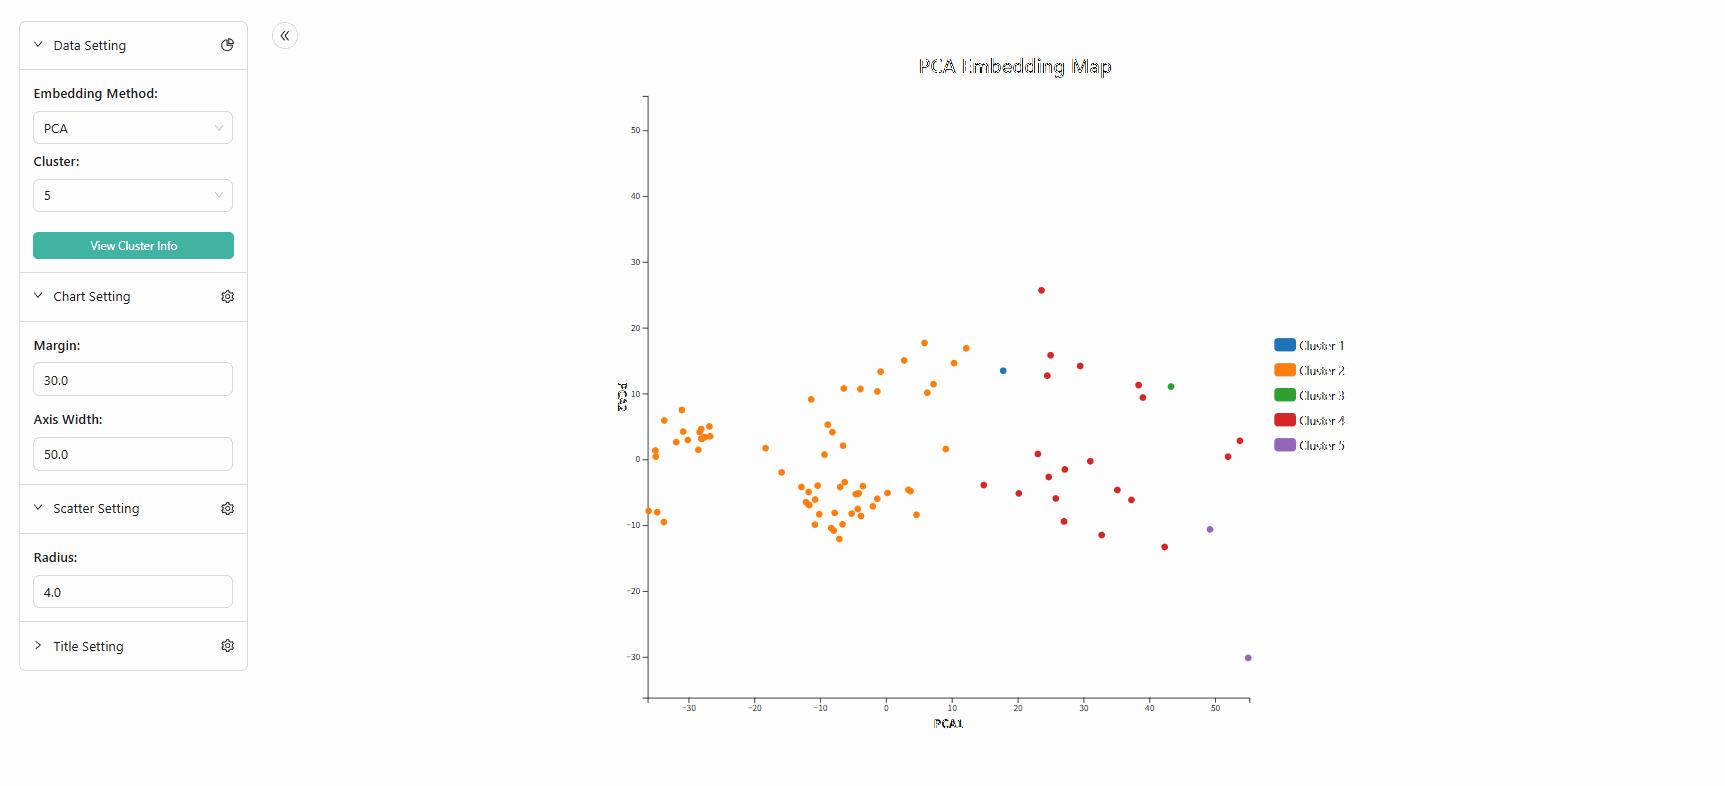 Data Setting
Embedding Method:
PCA
Cluster:
5
View Cluster Info
Chart Setting
Margin:
30.0
Axis Width:
50.0
Scatter Setting
Radius:
4.0
Title Setting
PCA Embedding Map
50
40
30
20
10
0
−10
−20
−30
PCA2
−30
−20
−10
0
10
20
30
40
50
PCA1
Cluster 1
Cluster 2
Cluster 3
Cluster 4
Cluster 5